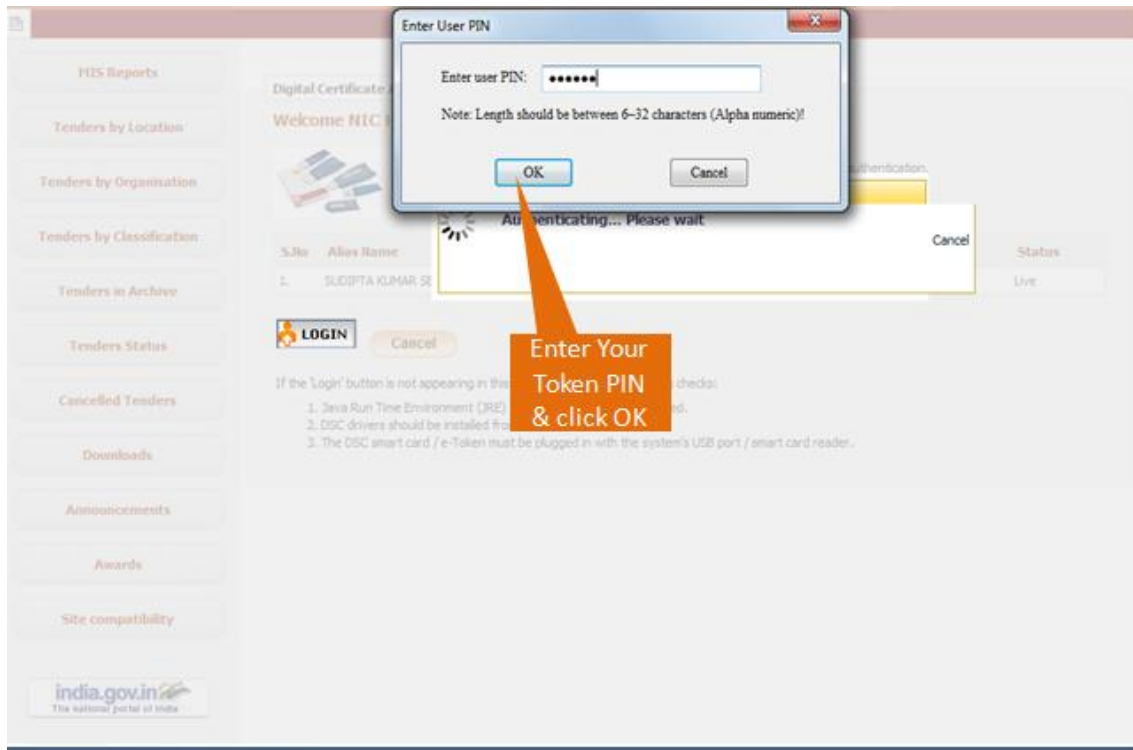 Enter User PIN
Enter user PIN: ••••••
Note: Length should be between 6–32 characters (Alpha numeric)!
OK
Cancel
MIS Reports
Tenders by Location
Tenders by Organisation
Tenders by Classification
Tenders in Archive
Tenders Status
Cancelled Tenders
Downloads
Announcements
Awards
Site compatibility
india.gov.in
The national portal of India
Digital Certificate
Welcome NIC
authentication.
Authenticating... Please wait
Cancel
S.No Alias Name Status
1. SUDIPTA KUMAR Live
LOGIN
Cancel
Enter Your
Token PIN
& click OK
If the 'Login' button is not appearing in checks:
1. Java Run Time Environment (JRE)
2. DSC drivers should be installed
3. The DSC smart card / e-Token must be plugged in with the system's USB port / smart card reader.